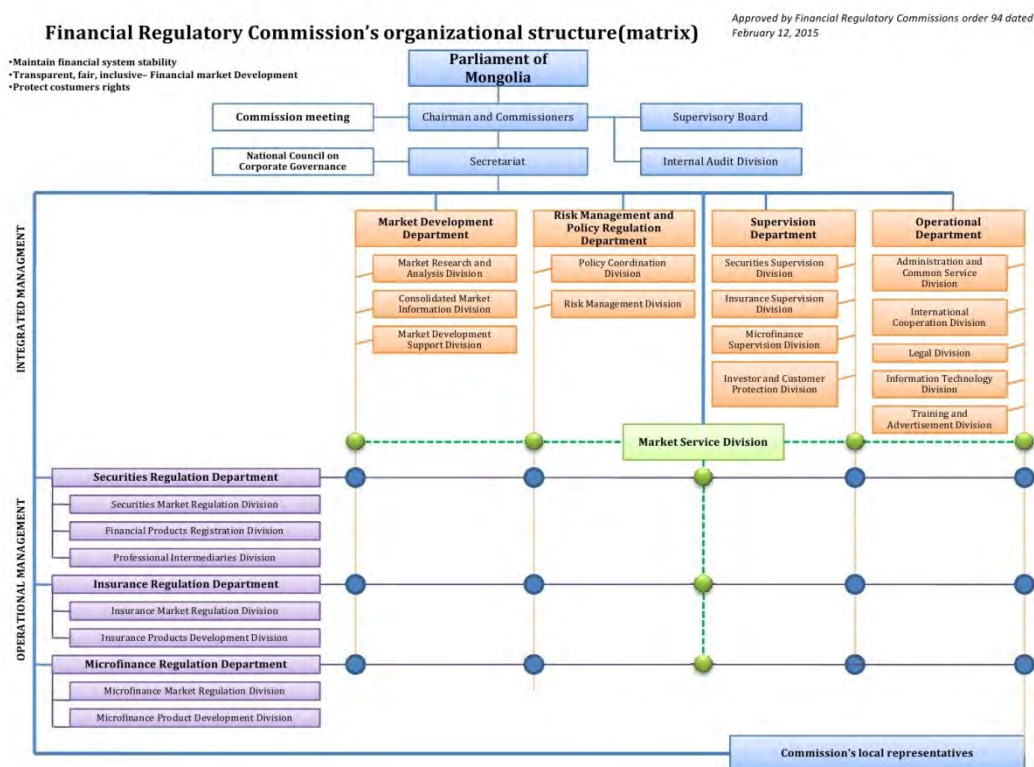 Financial Regulatory Commission's organizational structure(matrix)
Approved by Financial Regulatory Commissions order 94 dated
February 12, 2015
•Maintain financial system stability
•Transparent, fair, inclusive– Financial market Development
•Protect costumers rights
Parliament of
Mongolia
Commission meeting
Chairman and Commissioners
Supervisory Board
National Council on
Corporate Governance
Secretariat
Internal Audit Division
INTEGRATED MANAGMENT
Market Development
Department
Market Research and
Analysis Division
Consolidated Market
Information Division
Market Development
Support Division
Risk Management and
Policy Regulation
Department
Policy Coordination
Division
Risk Management Division
Supervision
Department
Securities Supervision
Division
Insurance Supervision
Division
Microfinance
Supervision Division
Investor and Customer
Protection Division
Operational
Department
Administration and
Common Service
Division
International
Cooperation Division
Legal Division
Information Technology
Division
Training and
Advertisement Division
Market Service Division
OPERATIONAL MANAGEMENT
Securities Regulation Department
Securities Market Regulation Division
Financial Products Registration Division
Professional Intermediaries Division
Insurance Regulation Department
Insurance Market Regulation Division
Insurance Products Development Division
Microfinance Regulation Department
Microfinance Market Regulation Division
Microfinance Product Development Division
Commission's local representatives